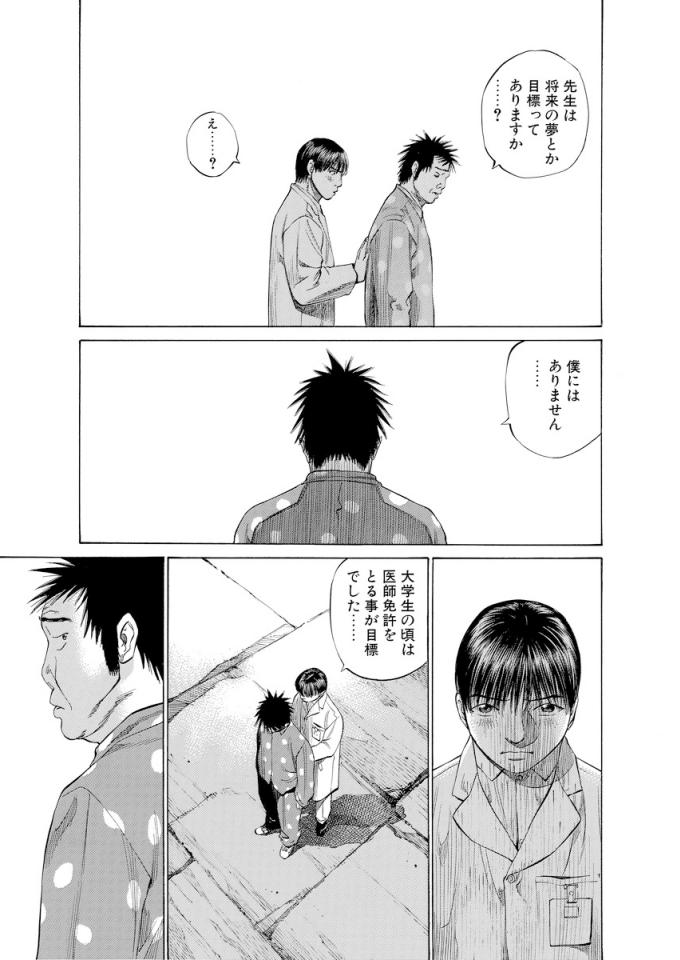 先生は
将来の夢とか
目標って
ありますか
……？
え……？
僕には
ありません
……
大学生の頃は
医師免許を
とる事が目標
でした……